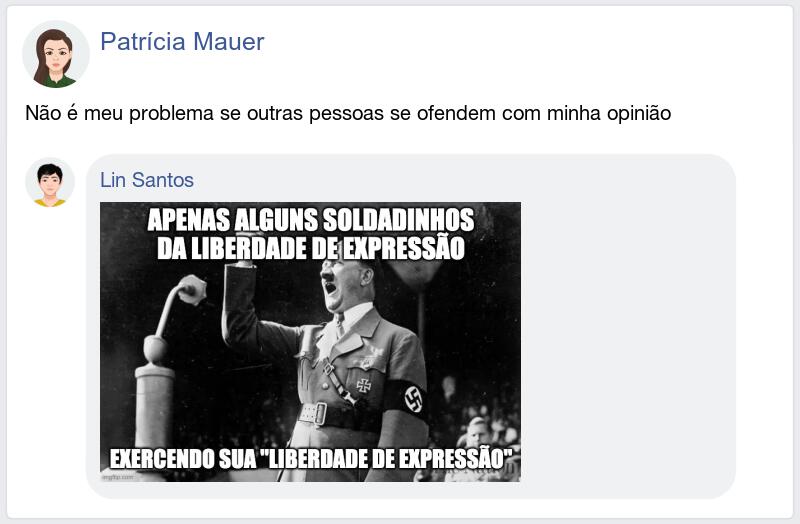 Patrícia Mauer
Não é meu problema se outras pessoas se ofendem com minha opinião
Lin Santos
APENAS ALGUNS SOLDADINHOS
DA LIBERDADE DE EXPRESSÃO
EXERCENDO SUA "LIBERDADE DE EXPRESSÃO"
imgflip.com